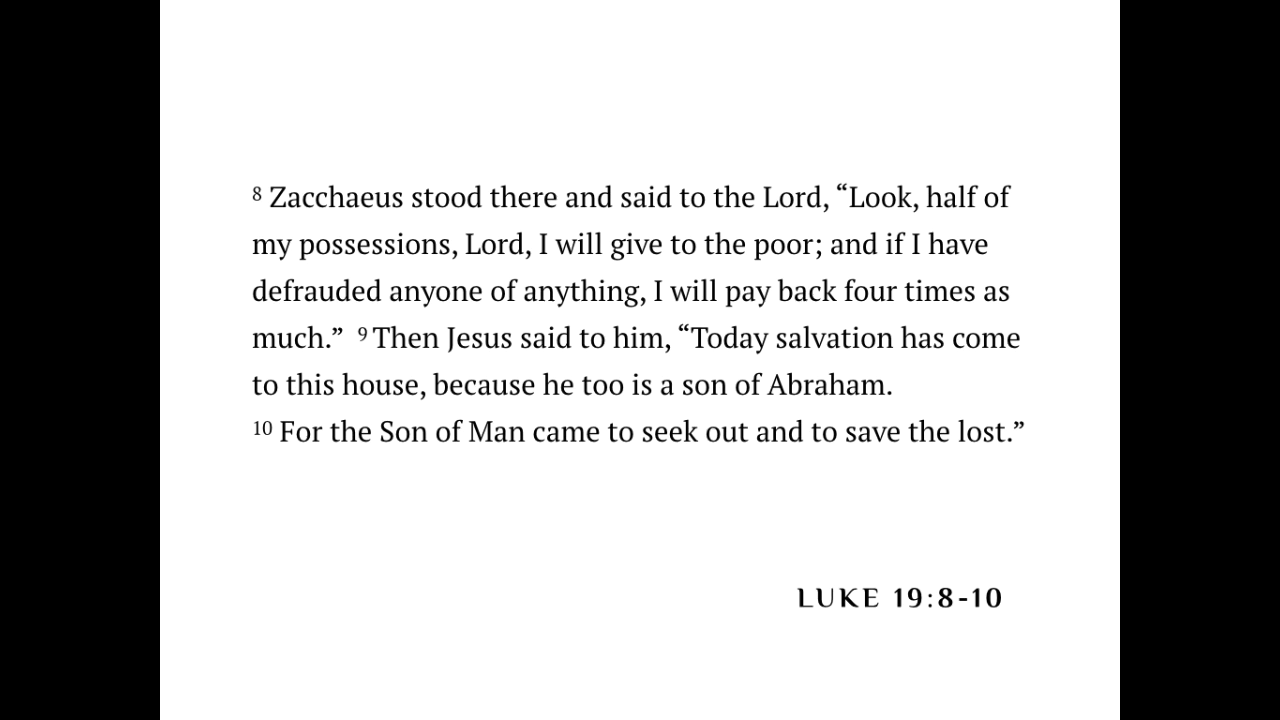 ⁸ Zacchaeus stood there and said to the Lord, “Look, half of
my possessions, Lord, I will give to the poor; and if I have
defrauded anyone of anything, I will pay back four times as
much.”  ⁹ Then Jesus said to him, “Today salvation has come
to this house, because he too is a son of Abraham.
¹⁰ For the Son of Man came to seek out and to save the lost.”
LUKE 19:8-10